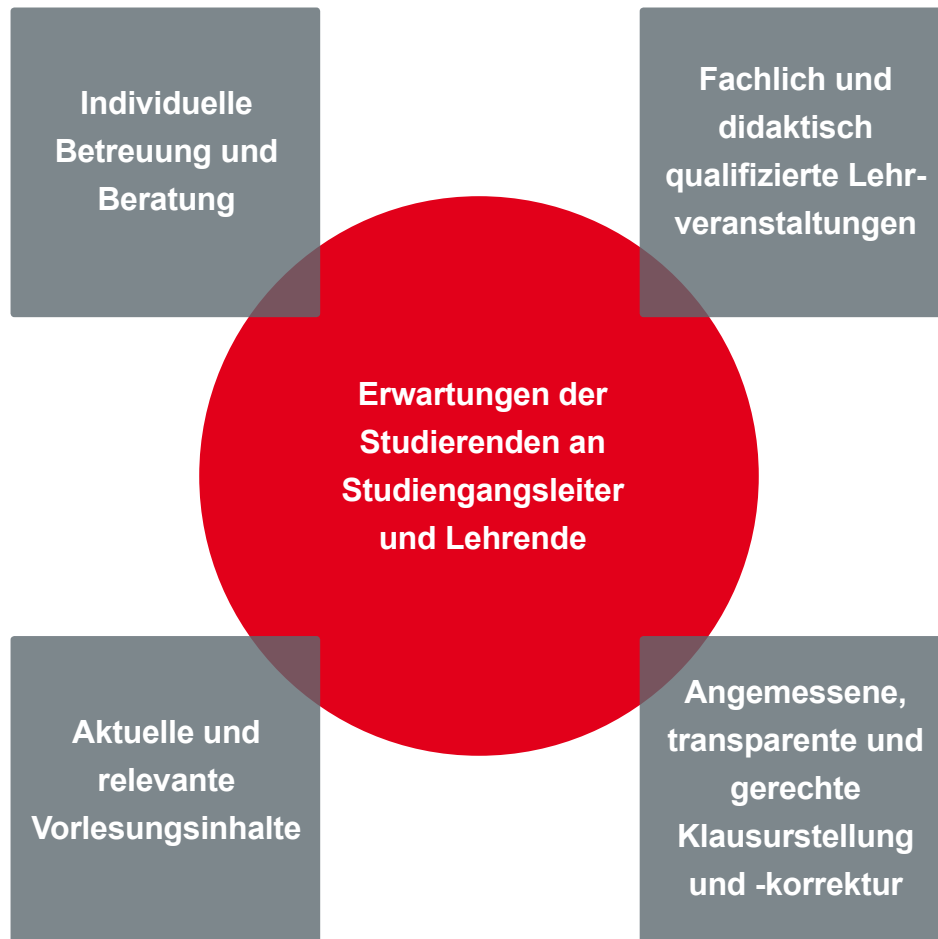 Individuelle
Betreuung und
Beratung
Fachlich und
didaktisch
qualifizierte Lehr-
veranstaltungen
Erwartungen der
Studierenden an
Studiengangsleiter
und Lehrende
Aktuelle und
relevante
Vorlesungsinhalte
Angemessene,
transparente und
gerechte
Klausurstellung
und -korrektur